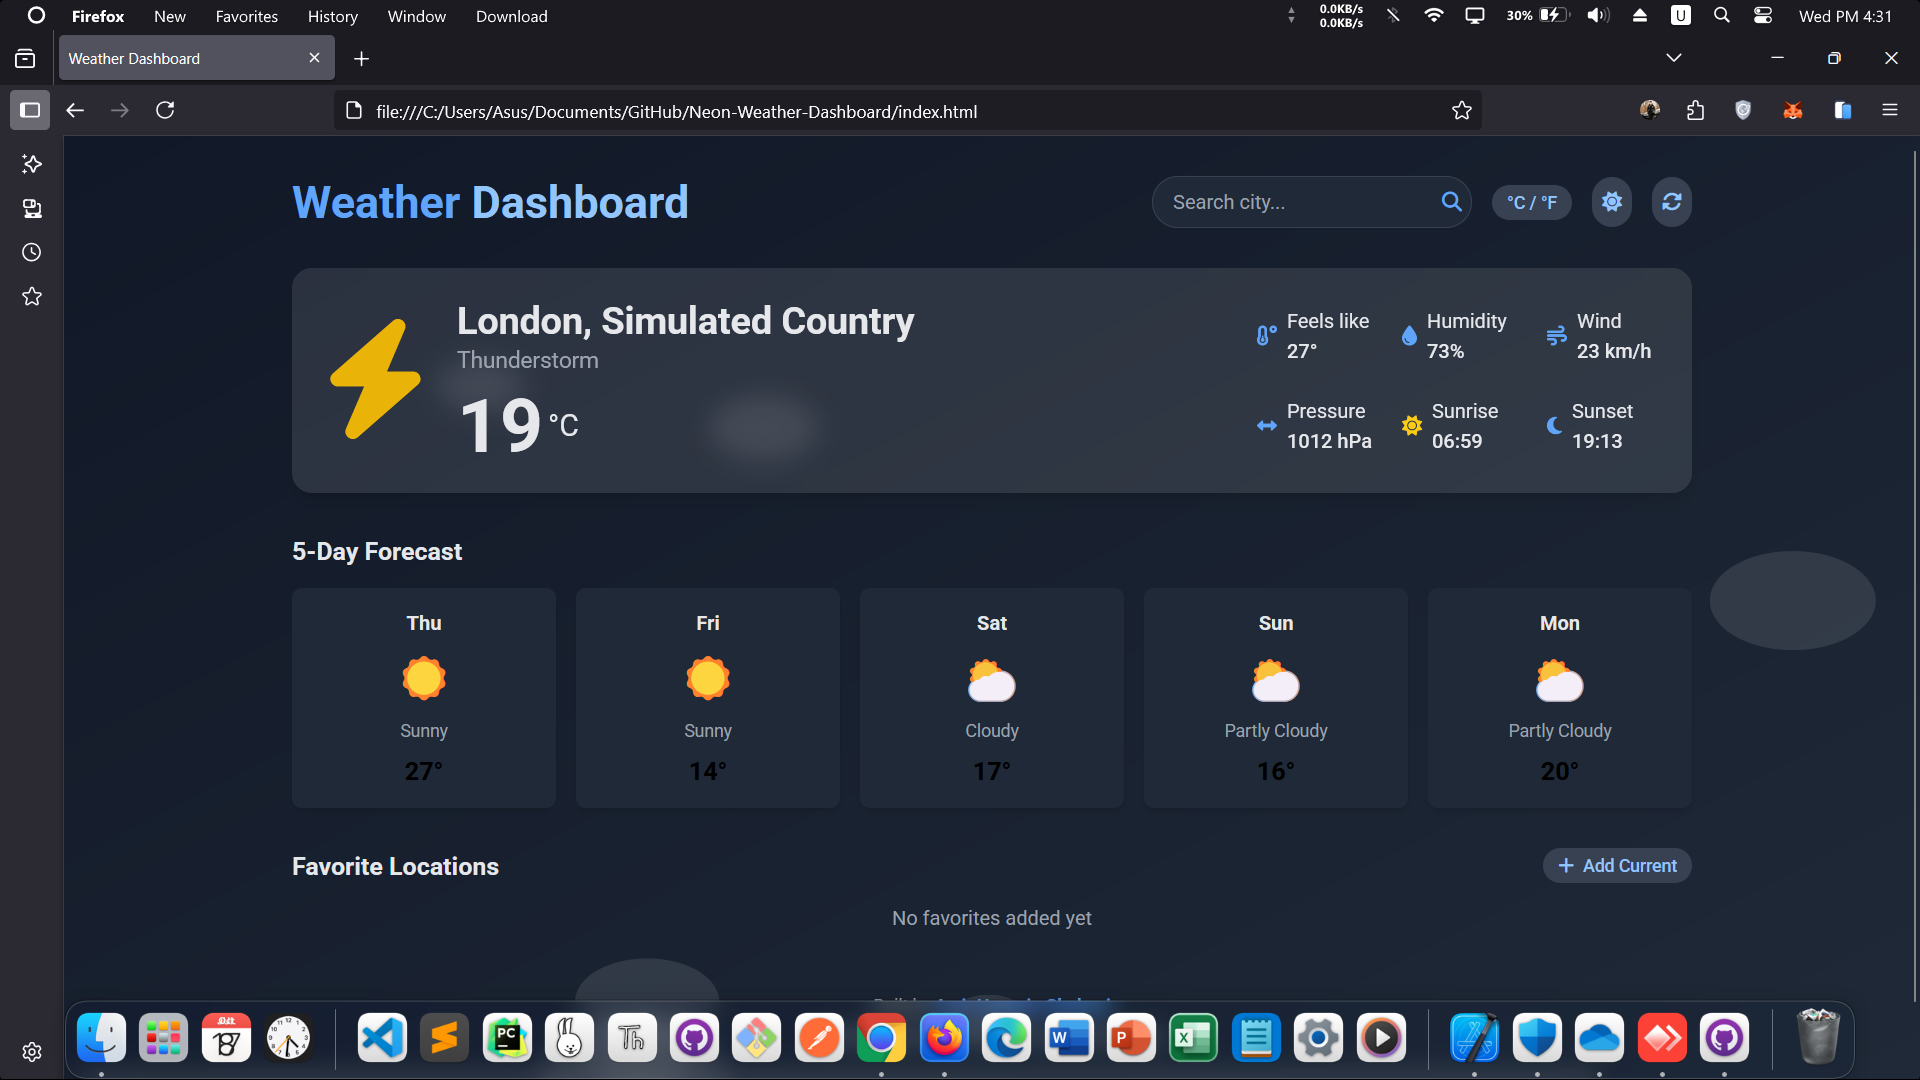 Firefox New Favorites History Window Download
0.0KB/s
0.0KB/s
30%
U
Wed PM 4:31
Weather Dashboard
file:///C:/Users/Asus/Documents/GitHub/Neon-Weather-Dashboard/index.html
Weather Dashboard
Search city...
°C / °F
London, Simulated Country
Thunderstorm
19 °C
Feels like
27°
Humidity
73%
Wind
23 km/h
Pressure
1012 hPa
Sunrise
06:59
Sunset
19:13
5-Day Forecast
Thu
Sunny
27°
Fri
Sunny
14°
Sat
Cloudy
17°
Sun
Partly Cloudy
16°
Mon
Partly Cloudy
20°
Favorite Locations
+ Add Current
No favorites added yet
PC
Th
W
P
X